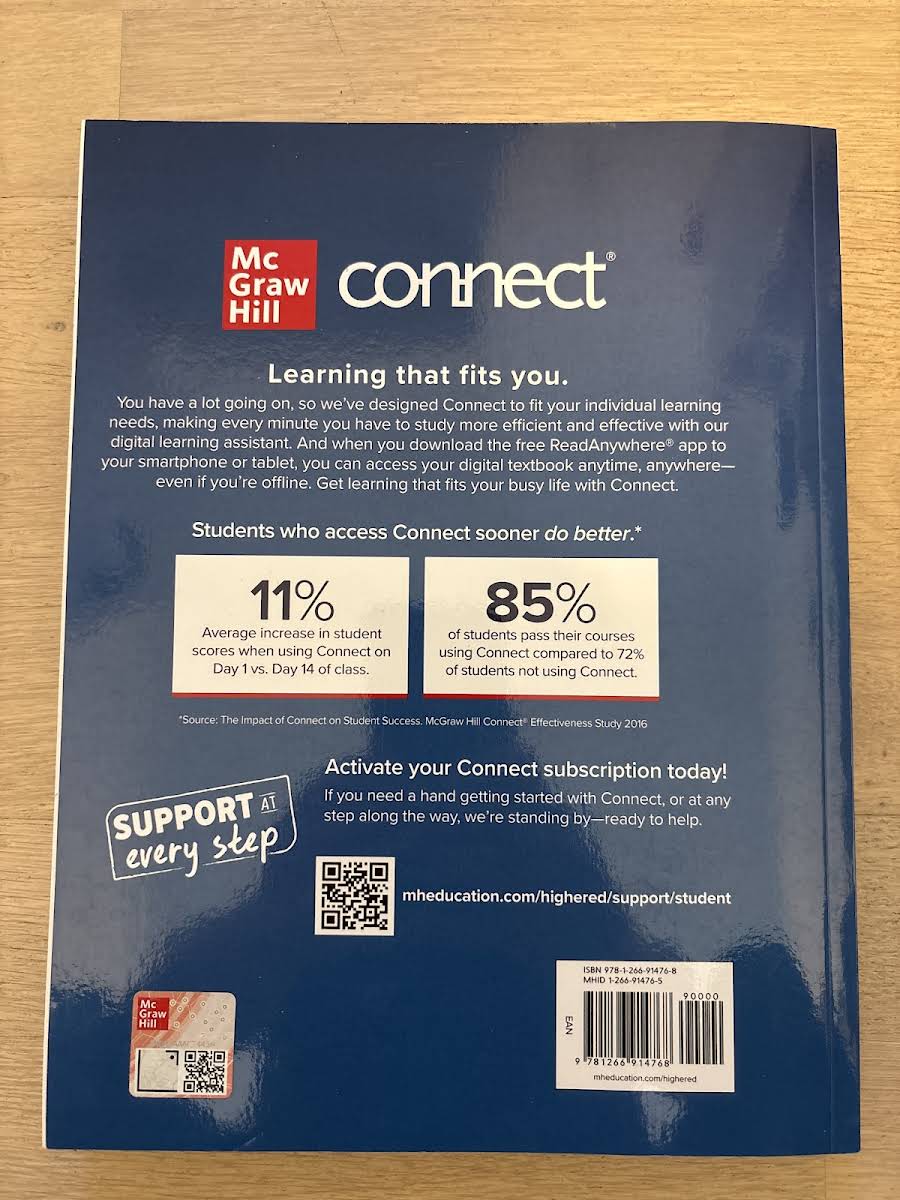 Mc
Graw
Hill
connect®
Learning that fits you.
You have a lot going on, so we've designed Connect to fit your individual learning
needs, making every minute you have to study more efficient and effective with our
digital learning assistant. And when you download the free ReadAnywhere® app to
your smartphone or tablet, you can access your digital textbook anytime, anywhere—
even if you're offline. Get learning that fits your busy life with Connect.
Students who access Connect sooner do better.*
11%
Average increase in student
scores when using Connect on
Day 1 vs. Day 14 of class.
85%
of students pass their courses
using Connect compared to 72%
of students not using Connect.
*Source: The Impact of Connect on Student Success. McGraw Hill Connect® Effectiveness Study 2016
SUPPORT AT
every step
Activate your Connect subscription today!
If you need a hand getting started with Connect, or at any
step along the way, we're standing by—ready to help.
mheducation.com/highered/support/student
Mc
Graw
Hill
ISBN 978-1-266-91476-8
MHID 1-266-91476-5
90000
EAN
9 781266 914768
mheducation.com/highered